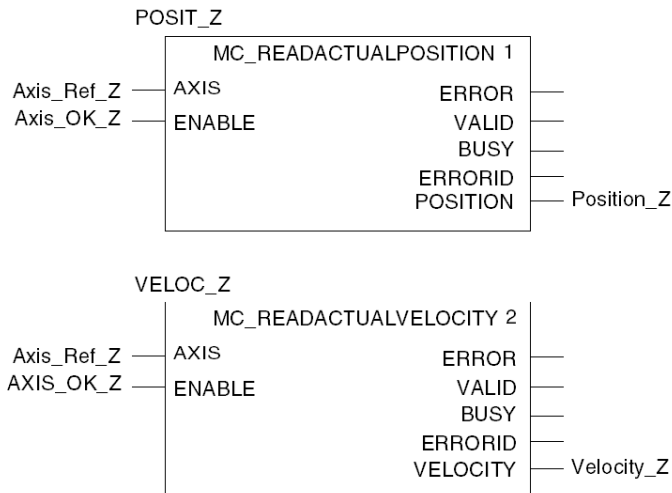 POSIT_Z
MC_READACTUALPOSITION 1
Axis_Ref_Z AXIS
ERROR
Axis_OK_Z ENABLE VALID
BUSY
ERRORID
POSITION Position_Z
VELOC_Z
MC_READACTUALVELOCITY 2
Axis_Ref_Z AXIS
ERROR
AXIS_OK_Z ENABLE VALID
BUSY
ERRORID
VELOCITY Velocity_Z